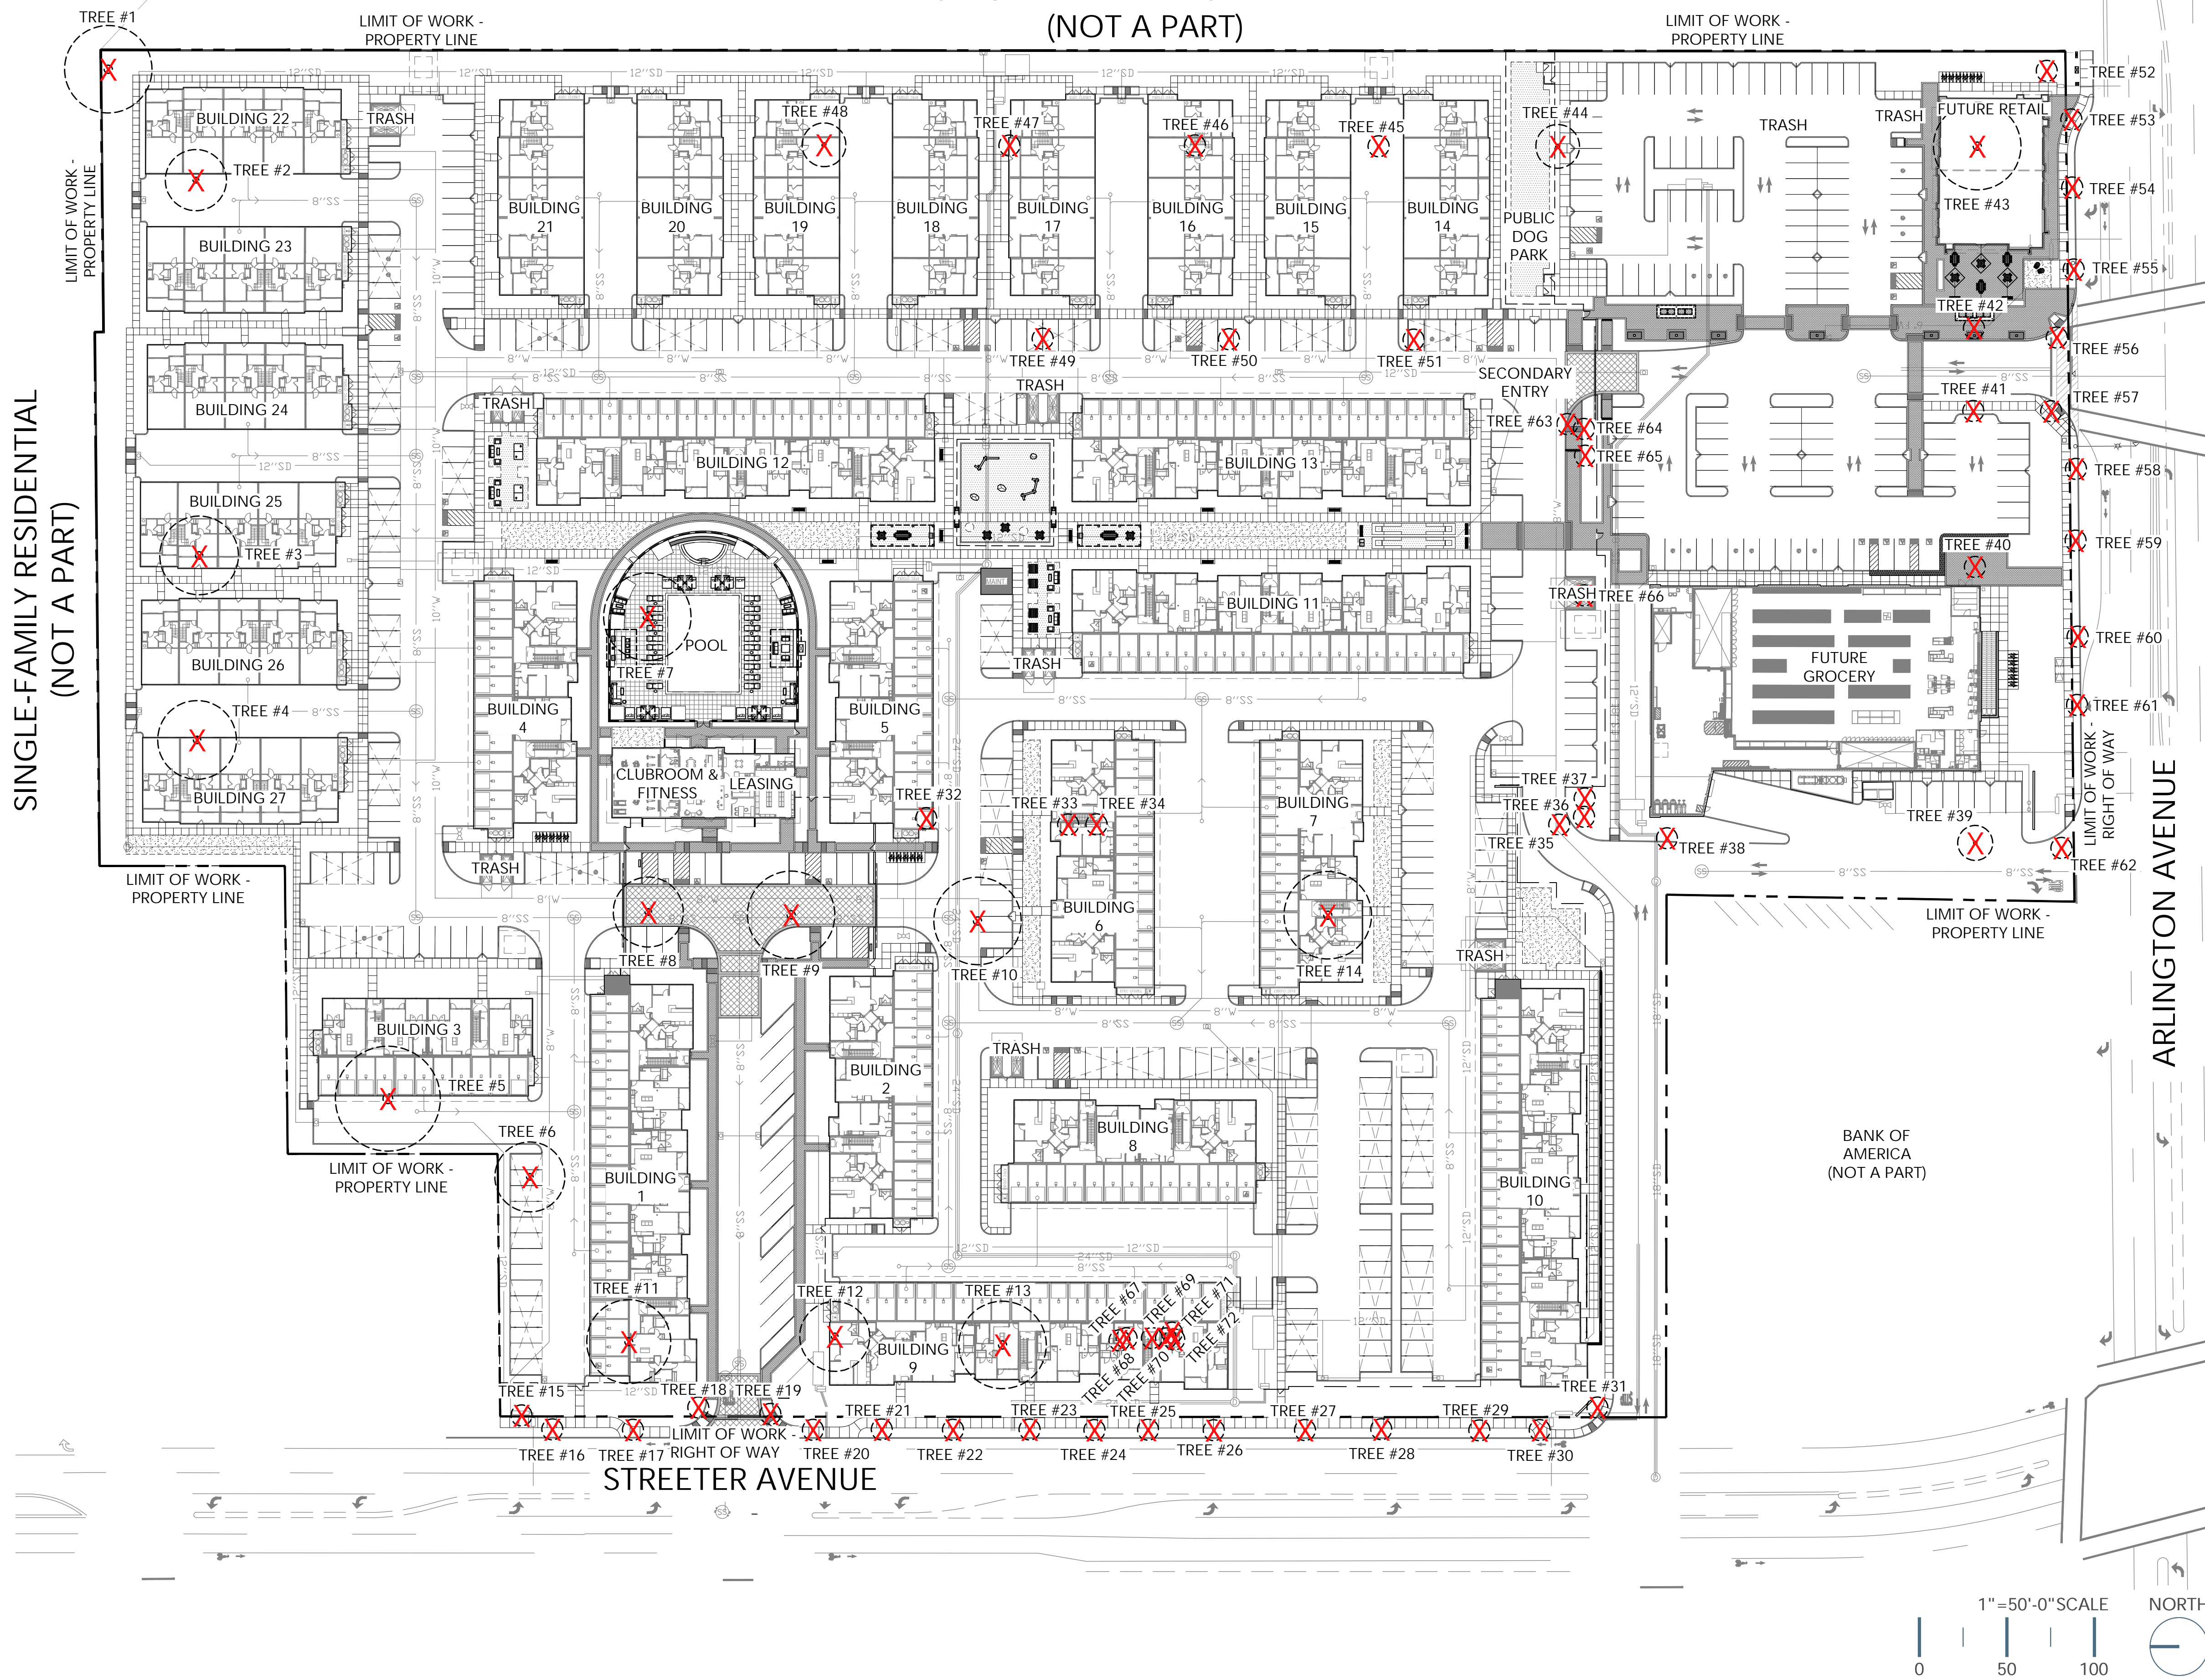 TREE #1
LIMIT OF WORK -
PROPERTY LINE
(NOT A PART)
LIMIT OF WORK -
PROPERTY LINE
TREE #52
BUILDING 22
TRASH
TREE #48
TREE #47
TREE #46
TREE #45
TREE #44
TRASH
TRASH
FUTURE RETAIL
TREE #53
TREE #2
LIMIT OF WORK -
PROPERTY LINE
TREE #54
TREE #43
BUILDING
21
BUILDING
20
BUILDING
19
BUILDING
18
BUILDING
17
BUILDING
16
BUILDING
15
BUILDING
14
PUBLIC
DOG
PARK
BUILDING 23
TREE #55
TREE #42
TREE #49
TREE #50
TREE #51
TREE #56
SECONDARY
ENTRY
TRASH
TRASH
TREE #41
TREE #57
BUILDING 24
TREE #63
TREE #64
TREE #65
BUILDING 12
BUILDING 13
TREE #58
SINGLE-FAMILY RESIDENTIAL
(NOT A PART)
BUILDING 25
TREE #3
TREE #59
TREE #40
MAINT.
TRASH
TREE #66
BUILDING 11
POOL
TREE #7
TRASH
BUILDING 26
TREE #60
FUTURE
GROCERY
TREE #4
BUILDING
4
BUILDING
5
TREE #61
LIMIT OF WORK -
RIGHT OF WAY
ARLINGTON AVENUE
CLUBROOM &
FITNESS
LEASING
BUILDING 27
TREE #32
TREE #33
TREE #34
BUILDING
7
TREE #37
TREE #36
TREE #35
TREE #38
TREE #39
TREE #62
LIMIT OF WORK -
PROPERTY LINE
TRASH
BUILDING
6
LIMIT OF WORK -
PROPERTY LINE
TREE #8
TREE #9
TREE #10
TREE #14
TRASH
BUILDING 3
TREE #5
TRASH
BUILDING
2
TREE #6
BUILDING
8
BANK OF
AMERICA
(NOT A PART)
LIMIT OF WORK -
PROPERTY LINE
BUILDING
1
BUILDING
10
TREE #11
TREE #12
TREE #13
TREE #67
TREE #69
TREE #71
TREE #68
TREE #70
TREE #72
BUILDING
9
TREE #15
TREE #18
TREE #19
TREE #21
TREE #23
TREE #25
TREE #27
TREE #29
TREE #31
TREE #16
TREE #17
LIMIT OF WORK -
RIGHT OF WAY
TREE #20
TREE #22
TREE #24
TREE #26
TREE #28
TREE #30
STREETER AVENUE
1"=50'-0"SCALE
NORTH
0
50
100